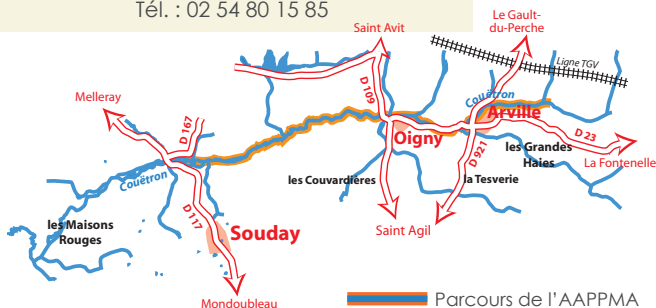 Tél. : 02 54 80 15 85
Saint Avit
Le Gault-
du-Perche
Ligne TGV
Melleray
D 109
Couëtron
Arville
D 167
Oigny
D 921
D 23
les Grandes
Haies
La Fontenelle
Couëtron
les Couvardières
la Tesverie
les Maisons
Rouges
D 117
Souday
Saint Agil
Mondoubleau
Parcours de l'AAPPMA